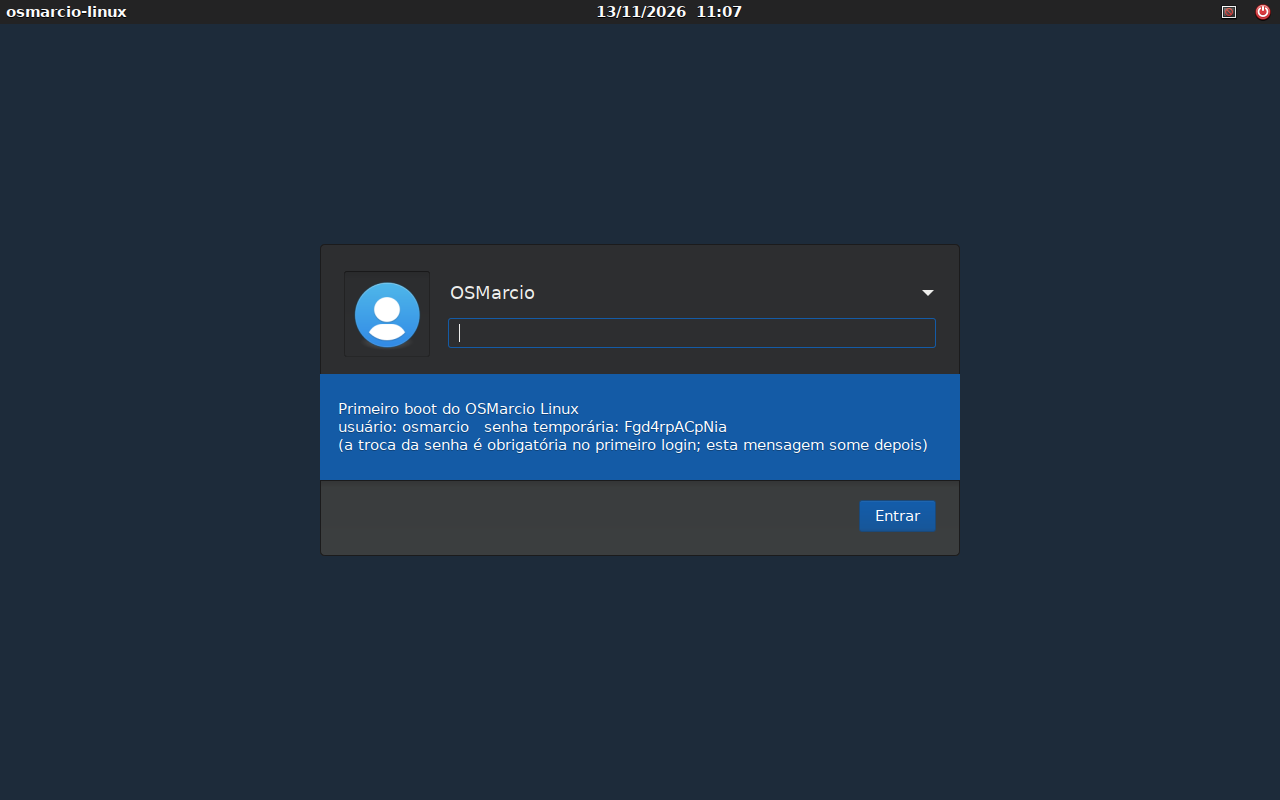 osmarcio-linux
13/11/2026 11:07
OSMarcio
Primeiro boot do OSMarcio Linux
usuário: osmarcio senha temporária: Fgd4rpACpNia
(a troca da senha é obrigatória no primeiro login; esta mensagem some depois)
Entrar